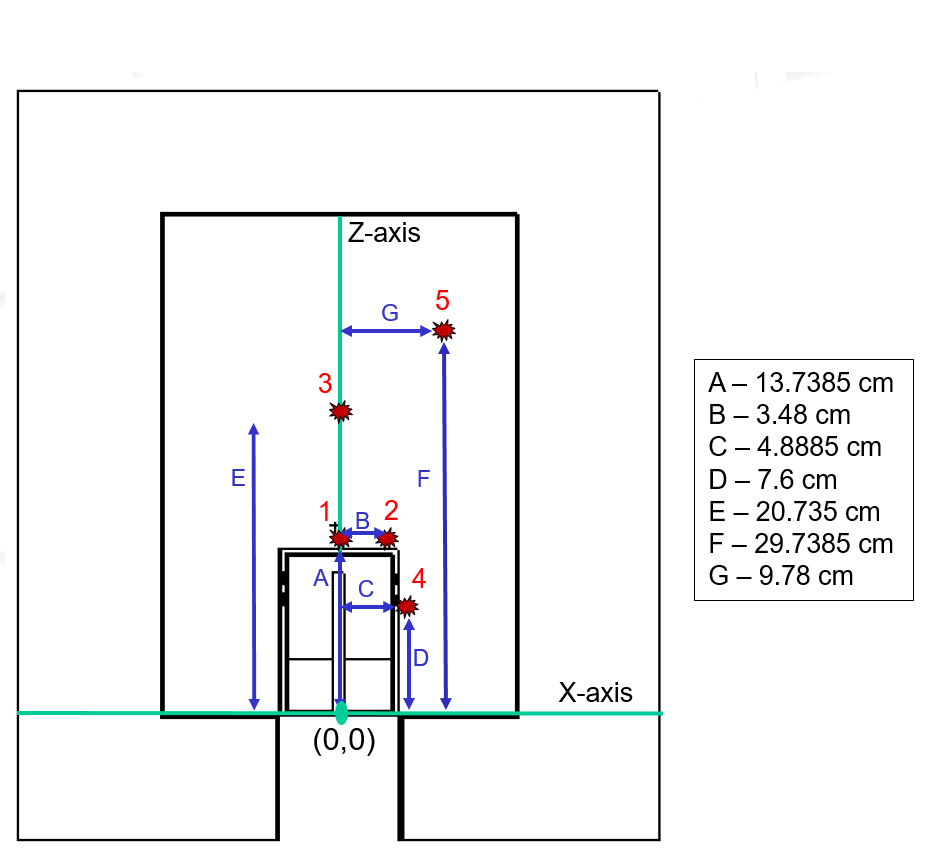 Z-axis
5
G
3
E
F
1
B
2
A
C
4
D
X-axis
(0,0)
A – 13.7385 cm
B – 3.48 cm
C – 4.8885 cm
D – 7.6 cm
E – 20.735 cm
F – 29.7385 cm
G – 9.78 cm